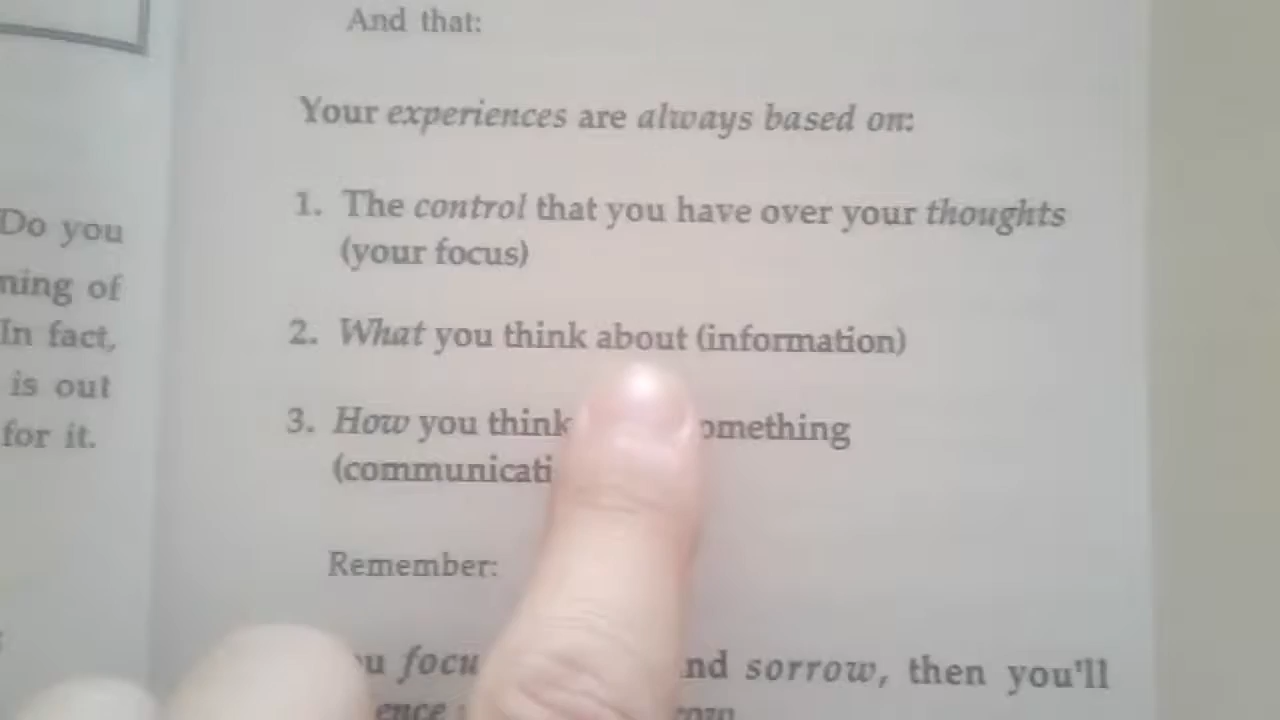 And that:
Your experiences are always based on:
1. The control that you have over your thoughts
(your focus)
2. What you think about (information)
3. How you think omething
(communicati
Remember:
u focu nd sorrow, then you'll
ence
Do you
ning of
In fact,
is out
for it.